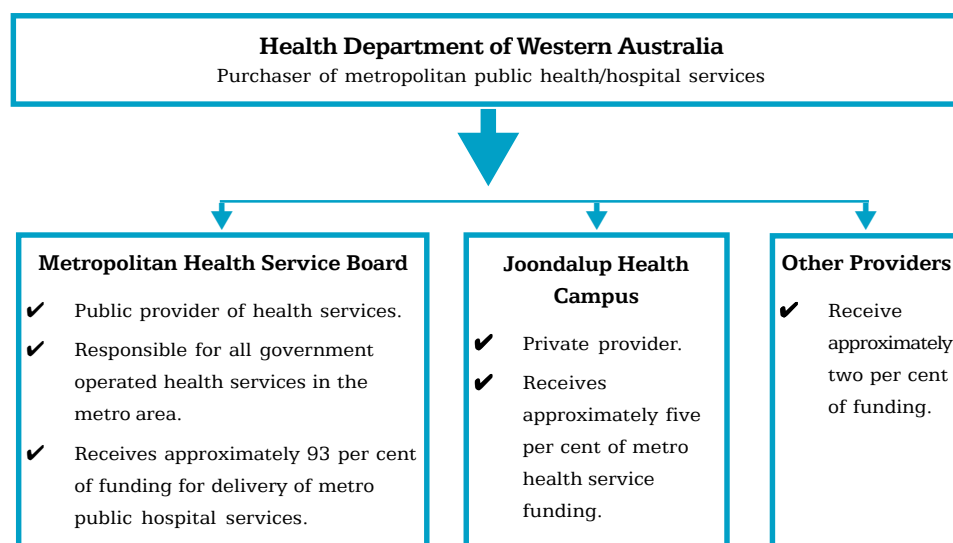 Health Department of Western Australia
Purchaser of metropolitan public health/hospital services
Metropolitan Health Service Board
✔ Public provider of health services.
✔ Responsible for all government
operated health services in the
metro area.
✔ Receives approximately 93 per cent
of funding for delivery of metro
public hospital services.
Joondalup Health
Campus
✔ Private provider.
✔ Receives
approximately five
per cent of metro
health service
funding.
Other Providers
✔ Receive
approximately
two per cent
of funding.